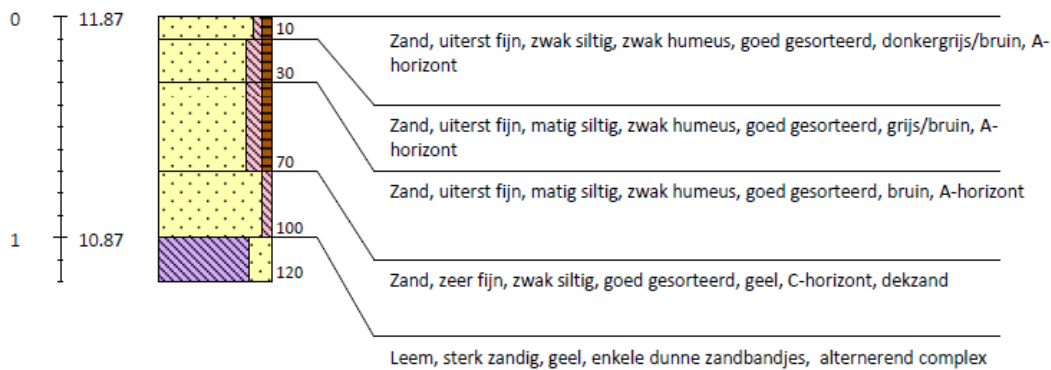 0 11.87
10
Zand, uiterst fijn, zwak siltig, zwak humeus, goed gesorteerd, donkergrijs/bruin, A-
horizont
30
Zand, uiterst fijn, matig siltig, zwak humeus, goed gesorteerd, grijs/bruin, A-
horizont
70
Zand, uiterst fijn, matig siltig, zwak humeus, goed gesorteerd, bruin, A-horizont
100
1 10.87
120
Zand, zeer fijn, zwak siltig, goed gesorteerd, geel, C-horizont, dekzand
Leem, sterk zandig, geel, enkele dunne zandbandjes, alternerend complex